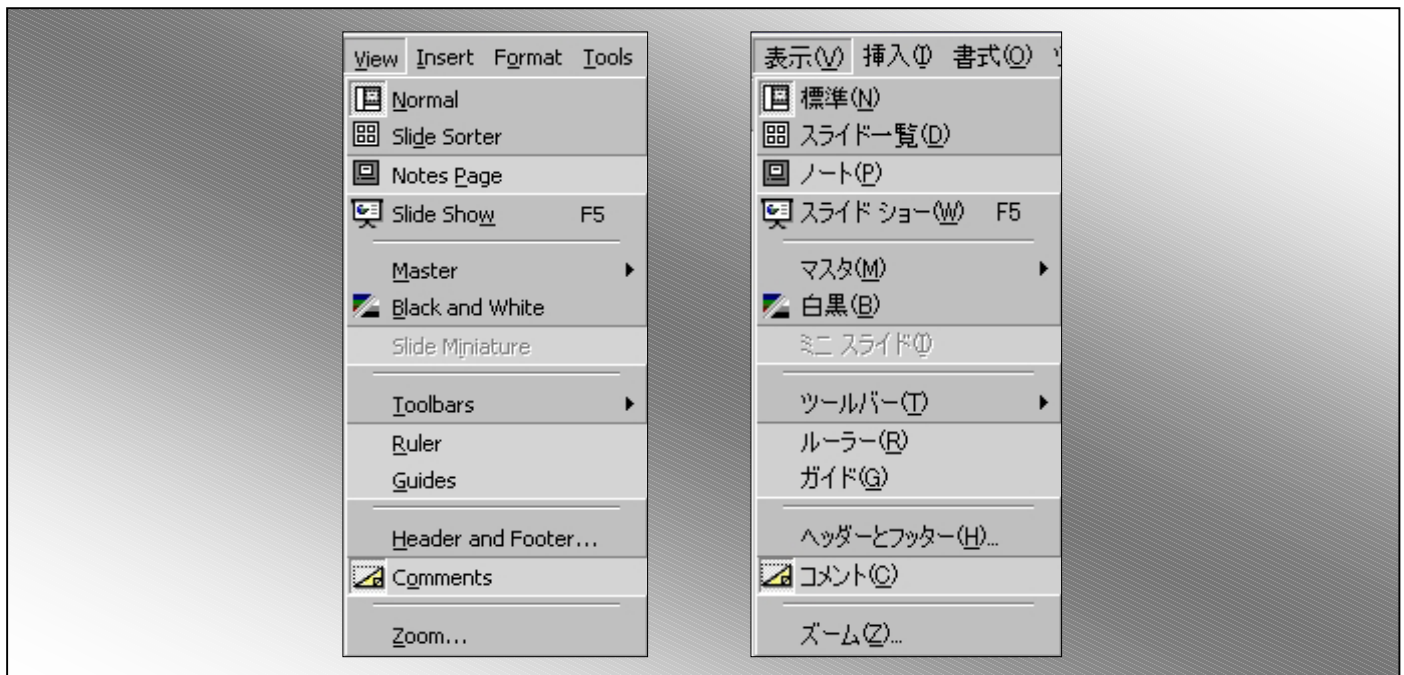 View Insert Format Tools
Normal
Slide Sorter
Notes Page
Slide Show F5
Master
Black and White
Slide Miniature
Toolbars
Ruler
Guides
Header and Footer...
Comments
Zoom...
表示(V) 挿入(I) 書式(O)
標準(N)
スライド一覧(D)
ノート(P)
スライド ショー(W) F5
マスタ(M)
白黒(B)
ミニ スライド(I)
ツールバー(T)
ルーラー(R)
ガイド(G)
ヘッダーとフッター(H)...
コメント(C)
ズーム(Z)...